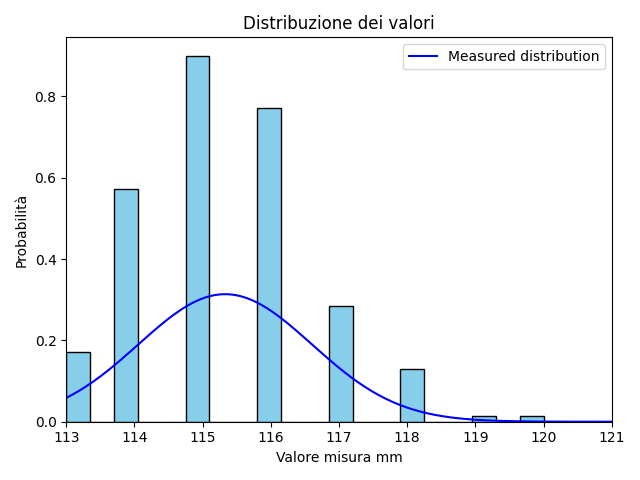 Distribuzione dei valori
Measured distribution
Probabilità
0.8
0.6
0.4
0.2
0.0
113 114 115 116 117 118 119 120 121
Valore misura mm